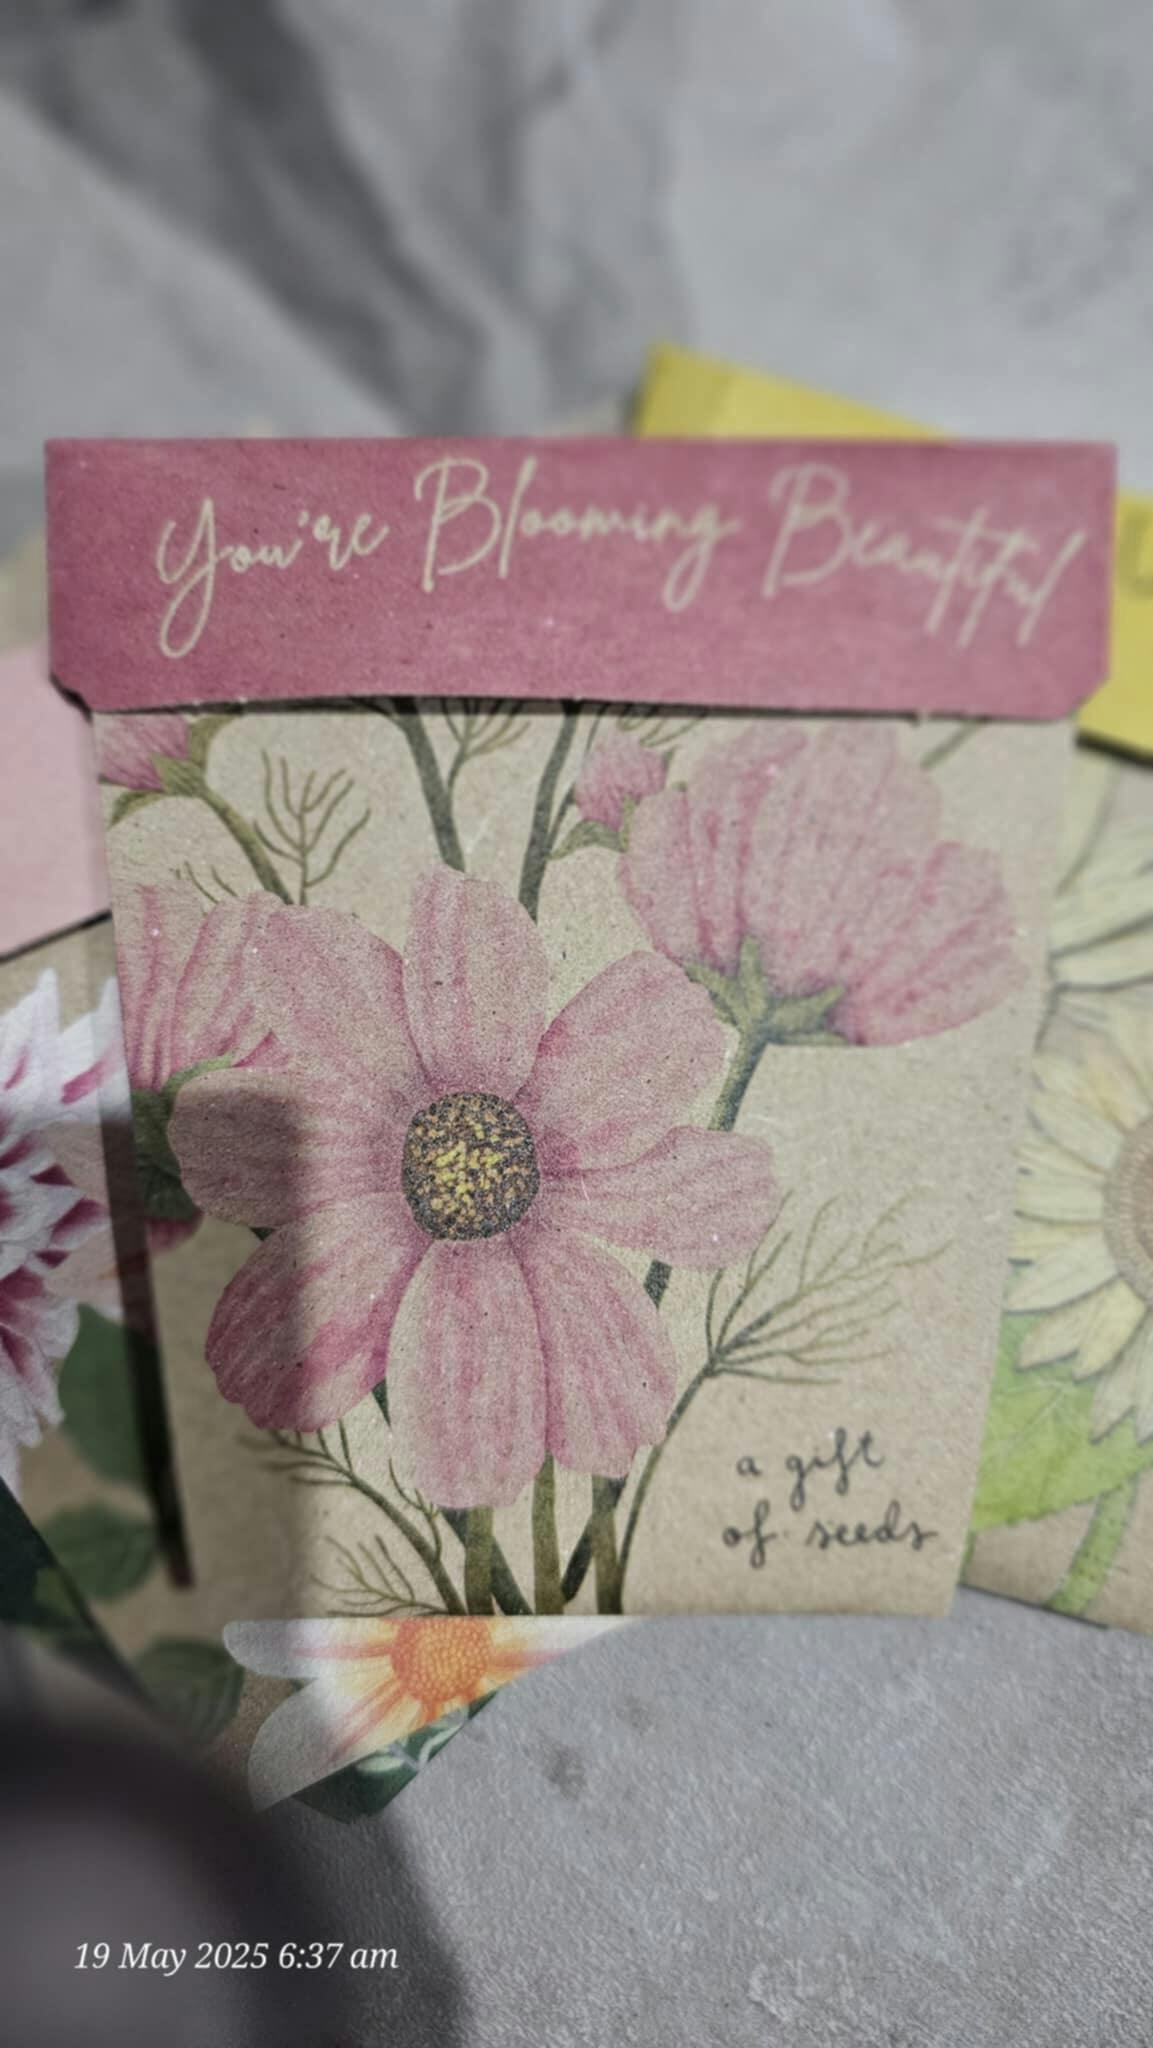 You're Blooming Beautiful
a gift
of seeds
19 May 2025 6:37 am